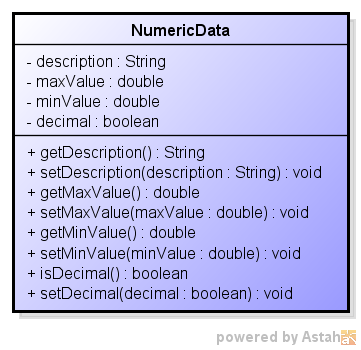 NumericData
- description : String
- maxValue : double
- minValue : double
- decimal : boolean
+ getDescription() : String
+ setDescription(description : String) : void
+ getMaxValue() : double
+ setMaxValue(maxValue : double) : void
+ getMinValue() : double
+ setMinValue(minValue : double) : void
+ isDecimal() : boolean
+ setDecimal(decimal : boolean) : void
powered by Astah